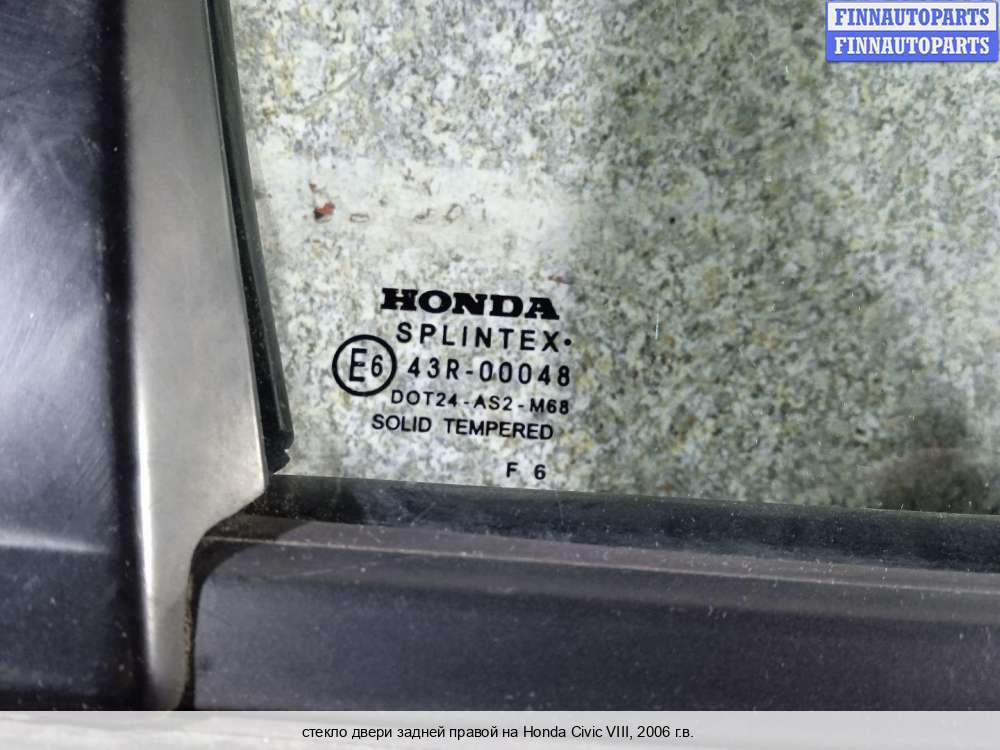 FINNAUTOPARTS
FINNAUTOPARTS
HONDA
SPLINTEX•
E6 43R-00048
DOT24-AS2-M68
SOLID TEMPERED
F 6
стекло двери задней правой на Honda Civic VIII, 2006 г.в.